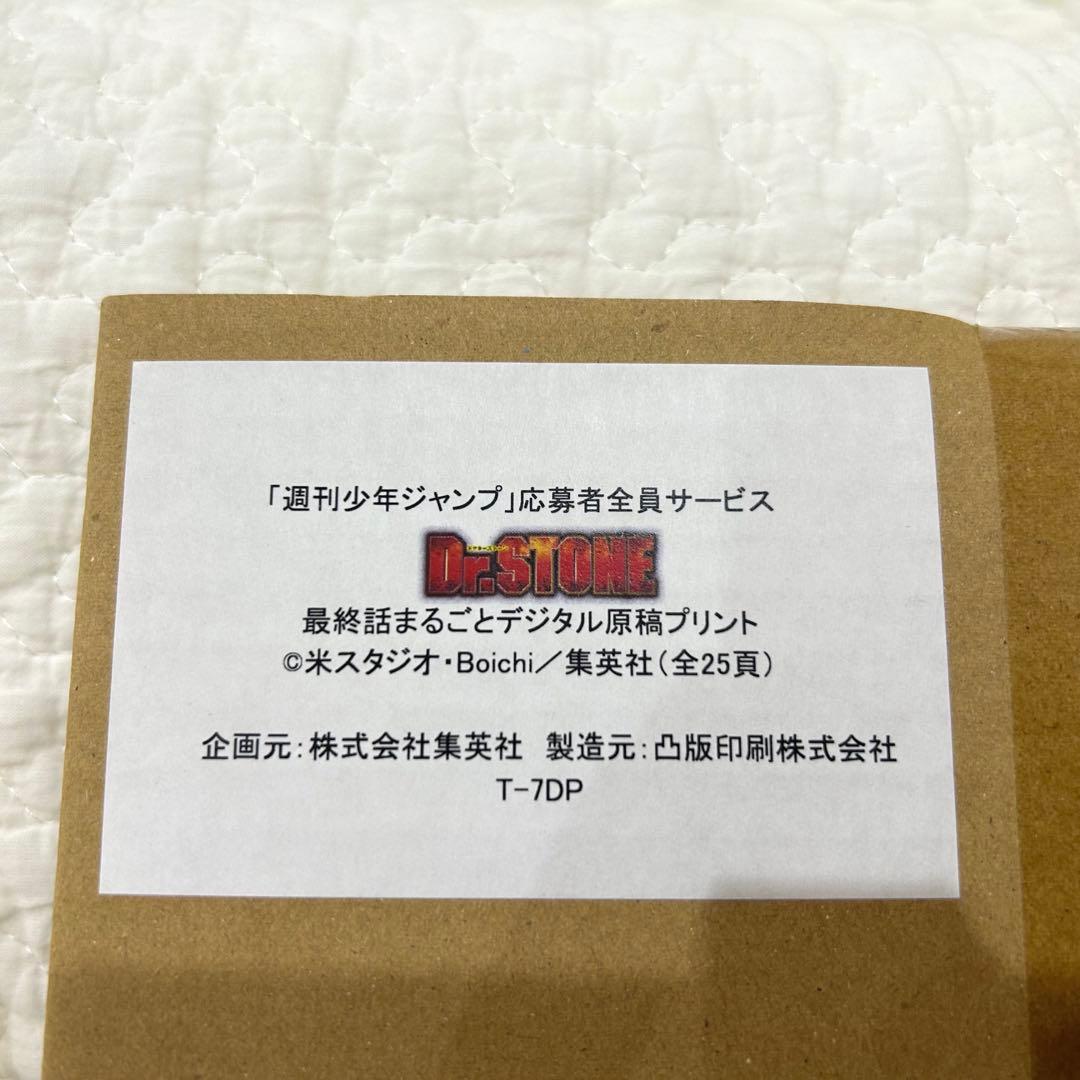 「週刊少年ジャンプ」応募者全員サービス
Dr.STONE
最終話まるごとデジタル原稿プリント
©米スタジオ・Boichi／集英社（全25頁）
企画元：株式会社集英社　製造元：凸版印刷株式会社
T-7DP